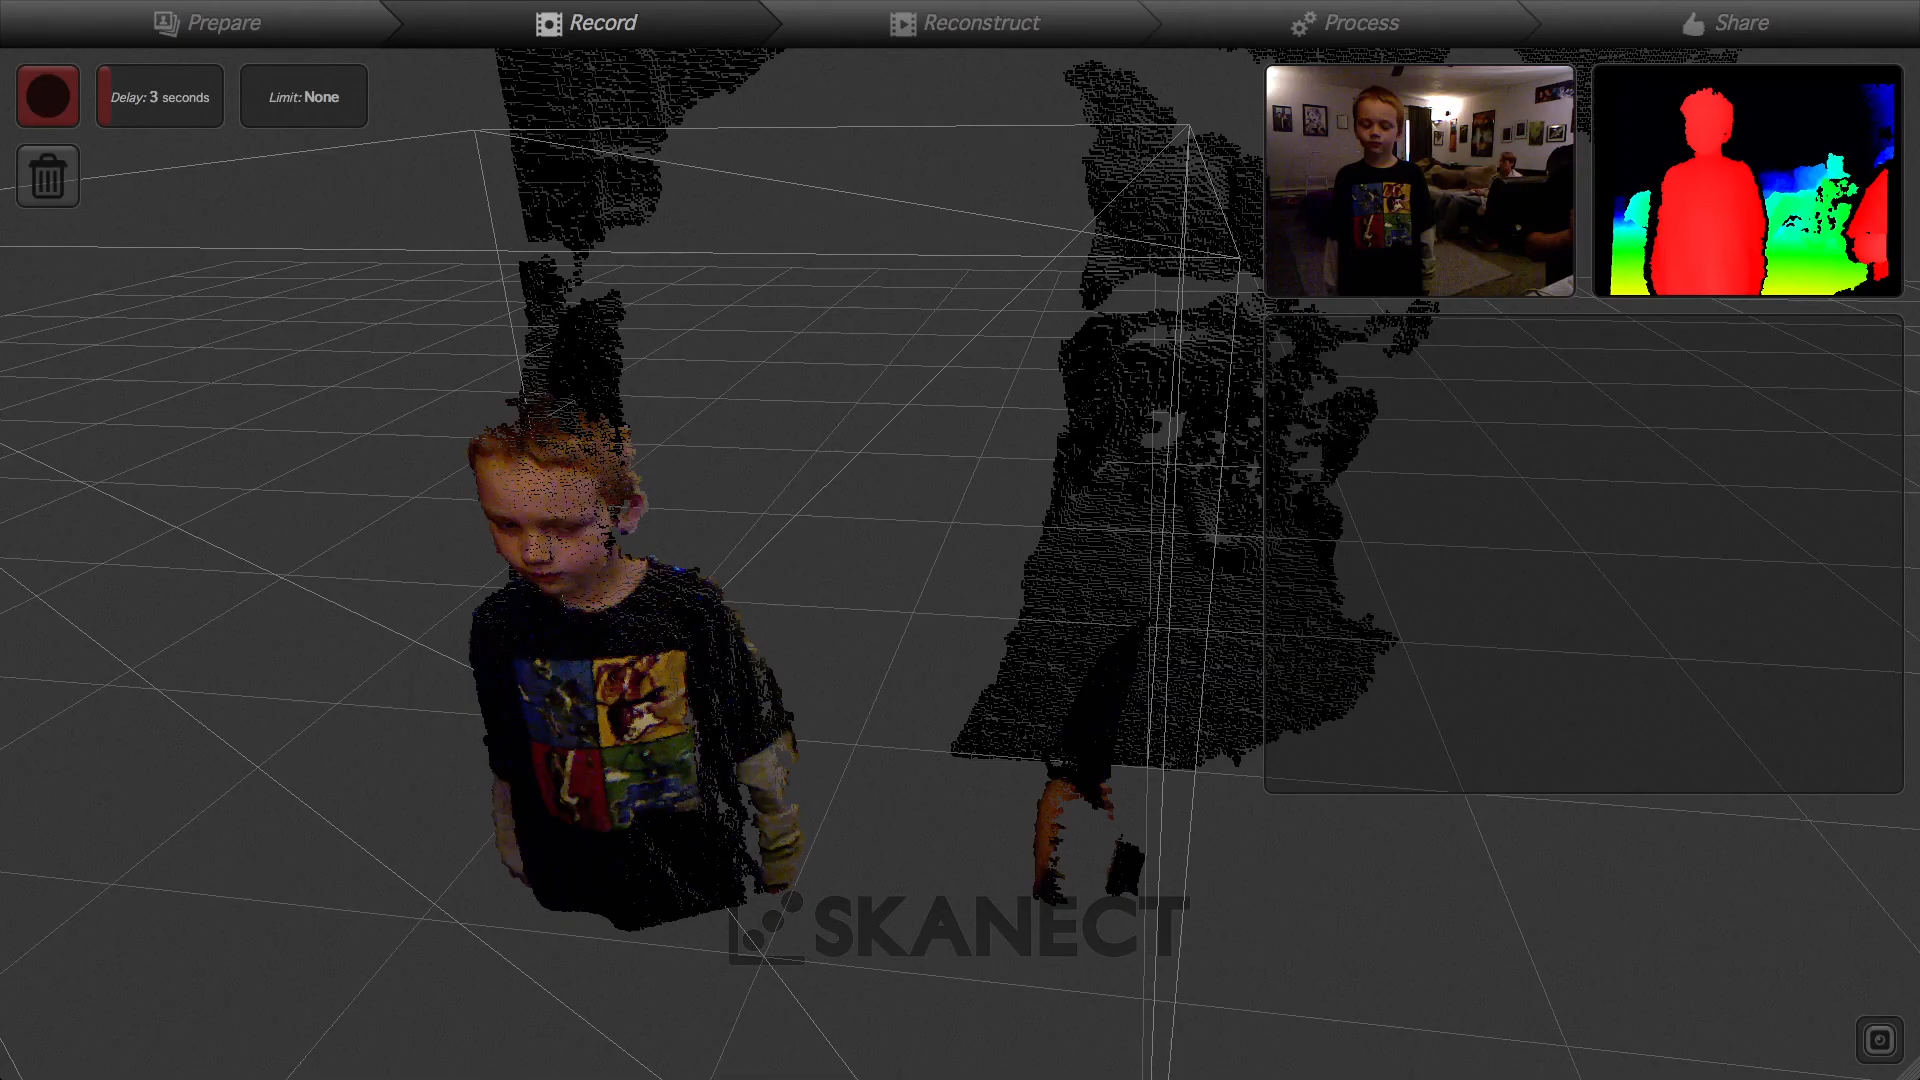 Prepare
Record
Reconstruct
Process
Share
Delay: 3 seconds
Limit: None
SKANECT